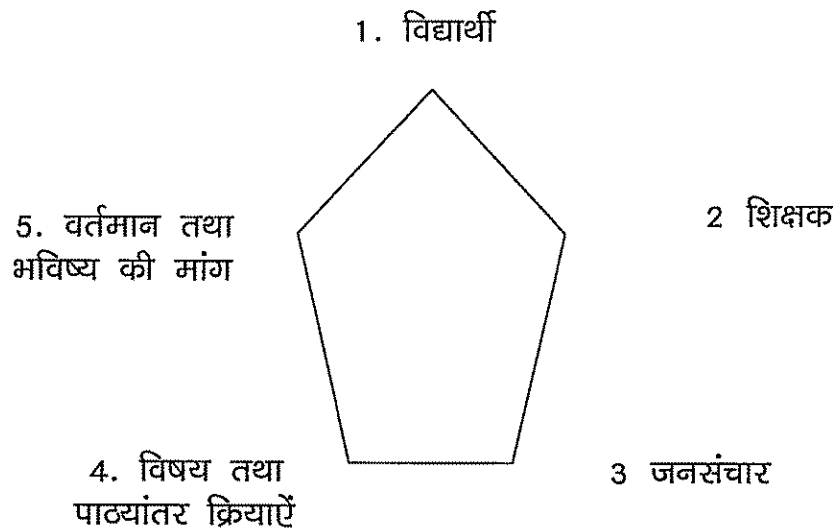 1. विद्यार्थी
2 शिक्षक
3 जनसंचार
4. विषय तथा
पाठ्यांतर क्रियाऐं
5. वर्तमान तथा
भविष्य की मांग